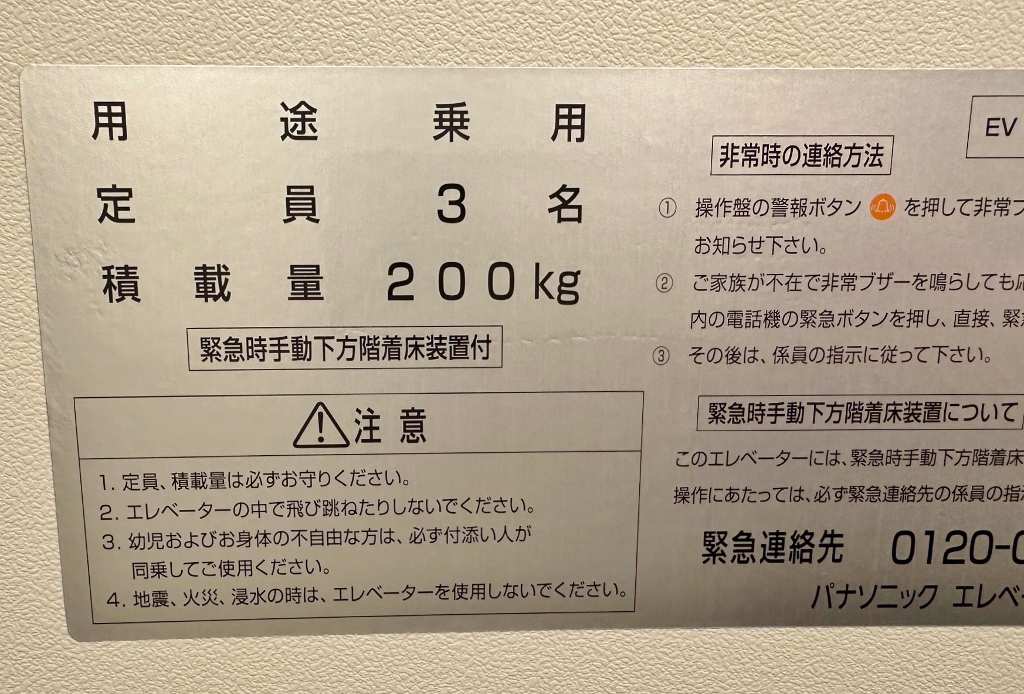 用途 乗用
定員 3名
積載量 200kg
緊急時手動下方階着床装置付
注意
1. 定員、積載量は必ずお守りください。
2. エレベーターの中で飛び跳ねたりしないでください。
3. 幼児およびお身体の不自由な方は、必ず付添い人が
同乗してご使用ください。
4. 地震、火災、浸水の時は、エレベーターを使用しないでください。
EV
非常時の連絡方法
① 操作盤の警報ボタン を押して非常ブ
お知らせ下さい。
② ご家族が不在で非常ブザーを鳴らしても応
内の電話機の緊急ボタンを押し、直接、緊急
③ その後は、係員の指示に従って下さい。
緊急時手動下方階着床装置について
このエレベーターには、緊急時手動下方階着床
操作にあたっては、必ず緊急連絡先の係員の指示
緊急連絡先 0120-0
パナソニック エレベー